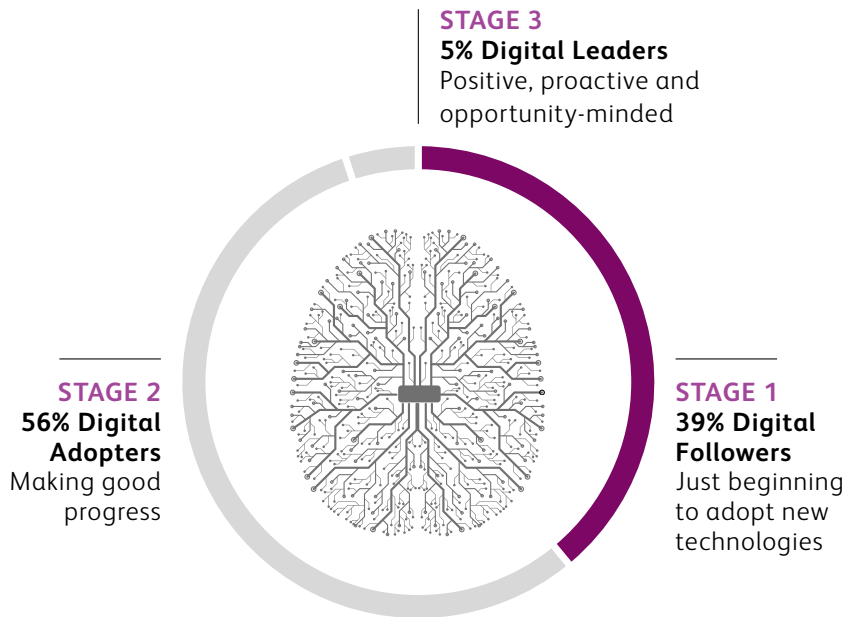 STAGE 3
5% Digital Leaders
Positive, proactive and
opportunity-minded
STAGE 2
56% Digital
Adopters
Making good
progress
STAGE 1
39% Digital
Followers
Just beginning
to adopt new
technologies